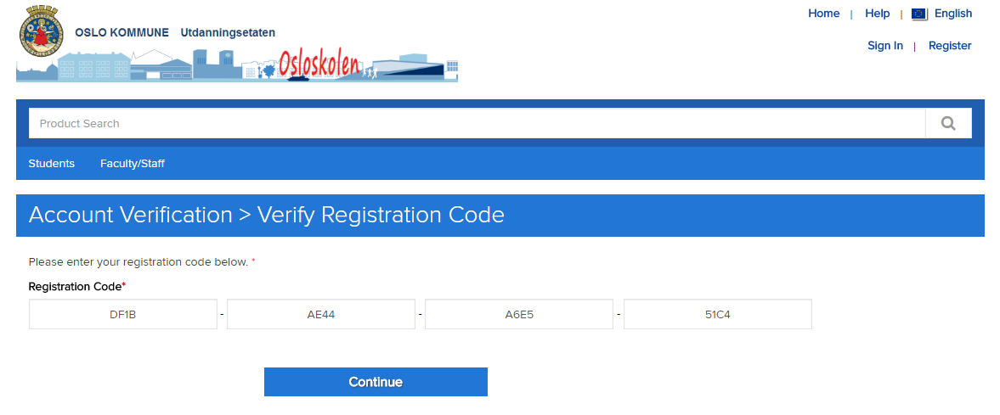 Home | Help | English
OSLO KOMMUNE Utdanningsetaten
Sign In | Register
Osloskolen
Product Search
Students Faculty/Staff
Account Verification > Verify Registration Code
Please enter your registration code below. *
Registration Code*
DF1B - AE44 - A6E5 - 51C4
Continue